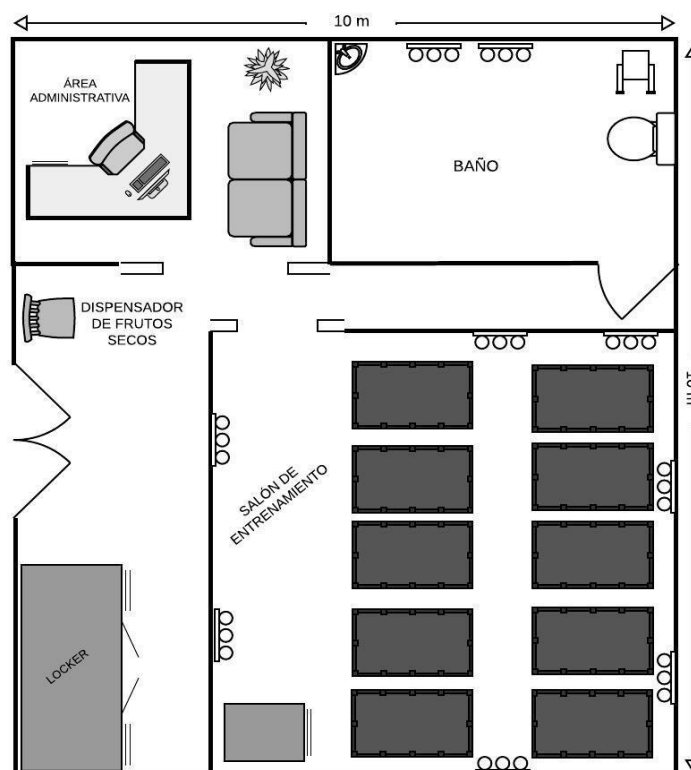 10 m
ÁREA
ADMINISTRATIVA
BAÑO
DISPENSADOR
DE FRUTOS
SECOS
SALÓN DE
ENTRENAMIENTO
LOCKER